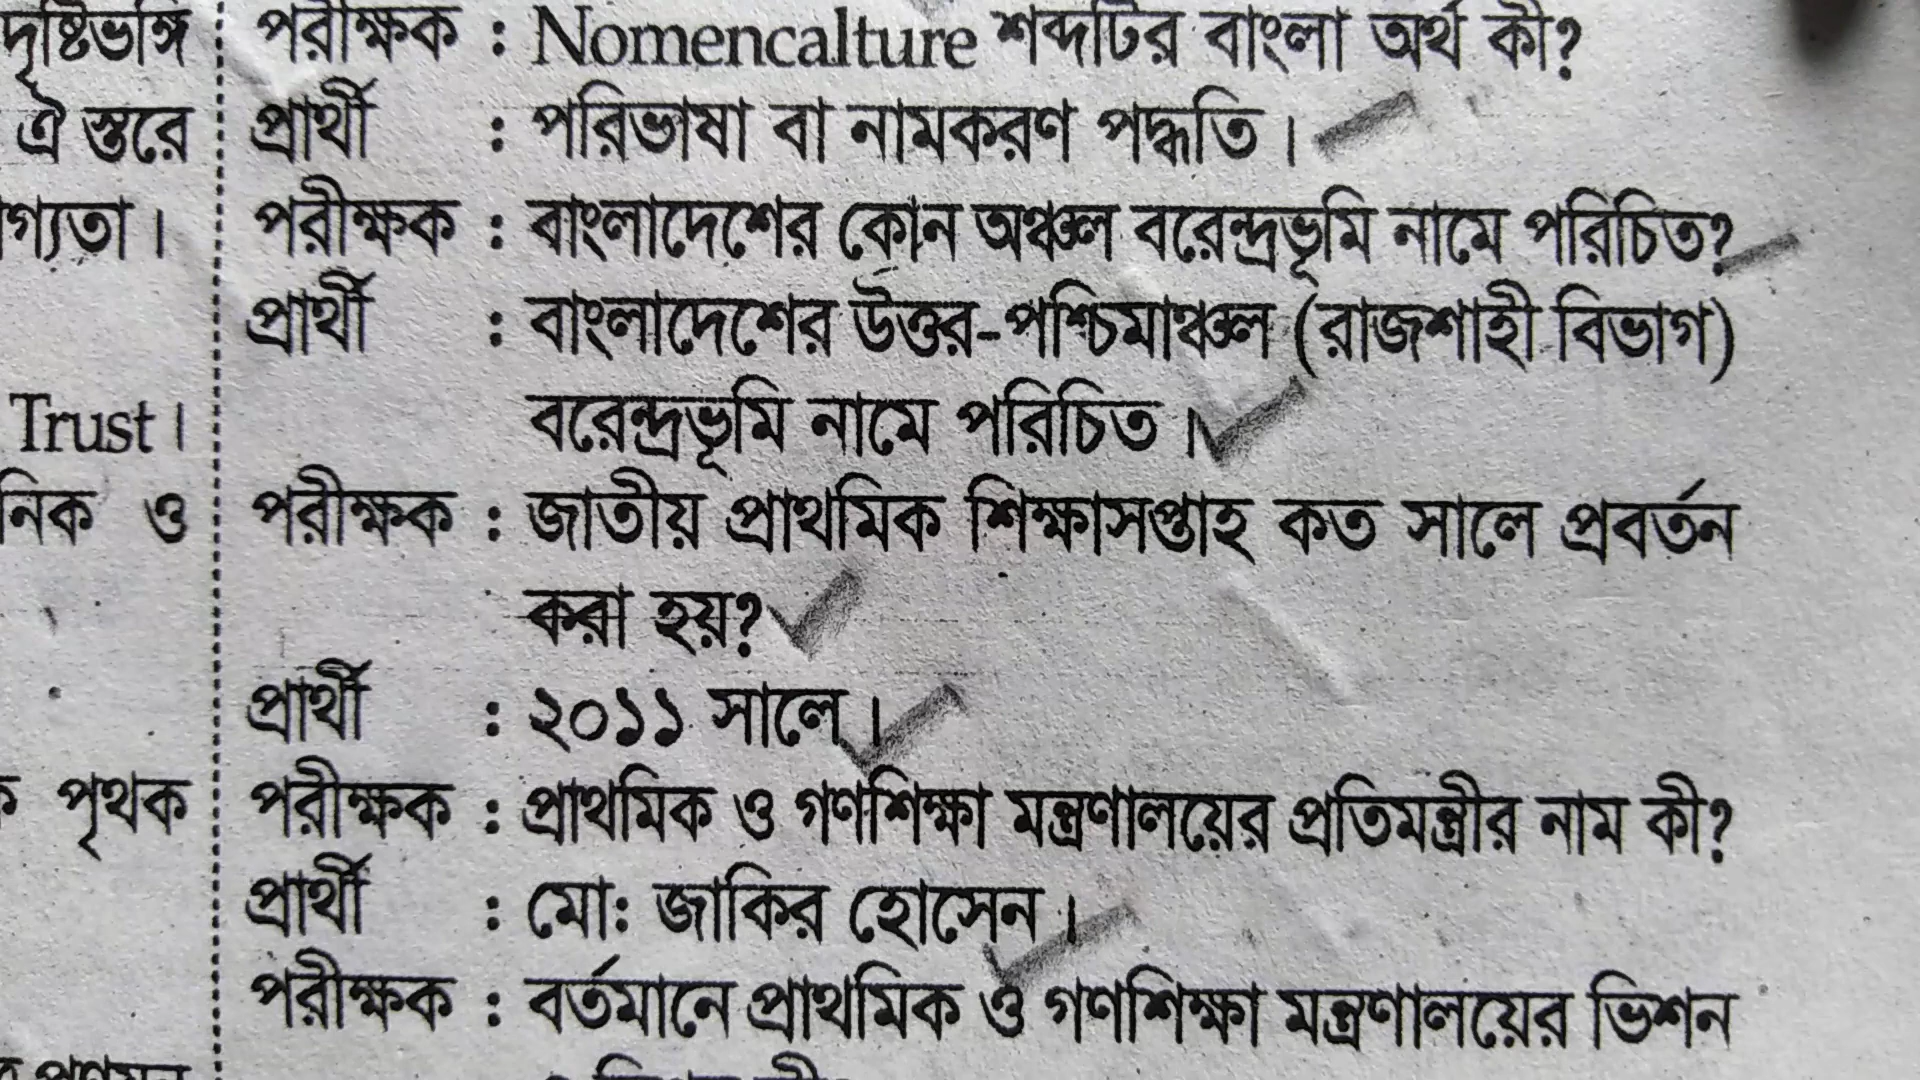 দৃষ্টিভঙ্গি
ঐ স্তরে
গ্যতা।
Trust।
নিক ও
ক পৃথক
পরীক্ষক : Nomencalture শব্দটির বাংলা অর্থ কী?
প্রার্থী : পরিভাষা বা নামকরণ পদ্ধতি।
পরীক্ষক : বাংলাদেশের কোন অঞ্চল বরেন্দ্রভূমি নামে পরিচিত?
প্রার্থী : বাংলাদেশের উত্তর-পশ্চিমাঞ্চল (রাজশাহী বিভাগ)
বরেন্দ্রভূমি নামে পরিচিত।
পরীক্ষক : জাতীয় প্রাথমিক শিক্ষাসপ্তাহ কত সালে প্রবর্তন
করা হয়?
প্রার্থী : ২০১১ সালে।
পরীক্ষক : প্রাথমিক ও গণশিক্ষা মন্ত্রণালয়ের প্রতিমন্ত্রীর নাম কী?
প্রার্থী : মো: জাকির হোসেন।
পরীক্ষক : বর্তমানে প্রাথমিক ও গণশিক্ষা মন্ত্রণালয়ের ভিশন